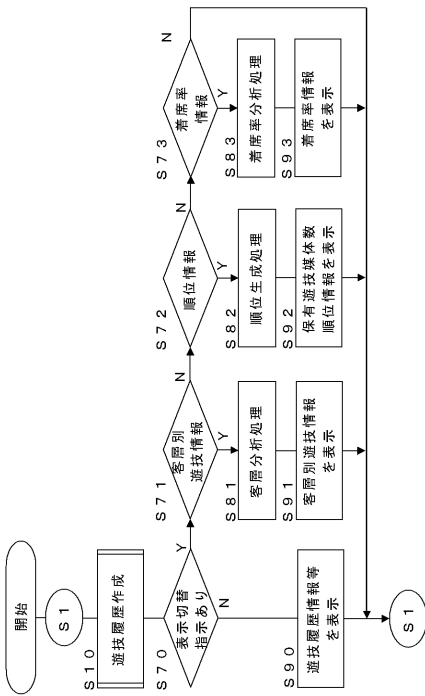 開始
S1
S10
遊技履歴作成
S70
表示切替
指示あり
Y
N
S90
遊技履歴情報等
を表示
S1
S71
客層別
遊技情報
N
Y
S81
客層分析処理
S91
客層別遊技情報
を表示
S72
順位情報
N
Y
S82
順位生成処理
S92
保有遊技媒体数
順位情報を表示
S73
着席率
情報
N
Y
S83
着席率分析処理
S93
着席率情報
を表示